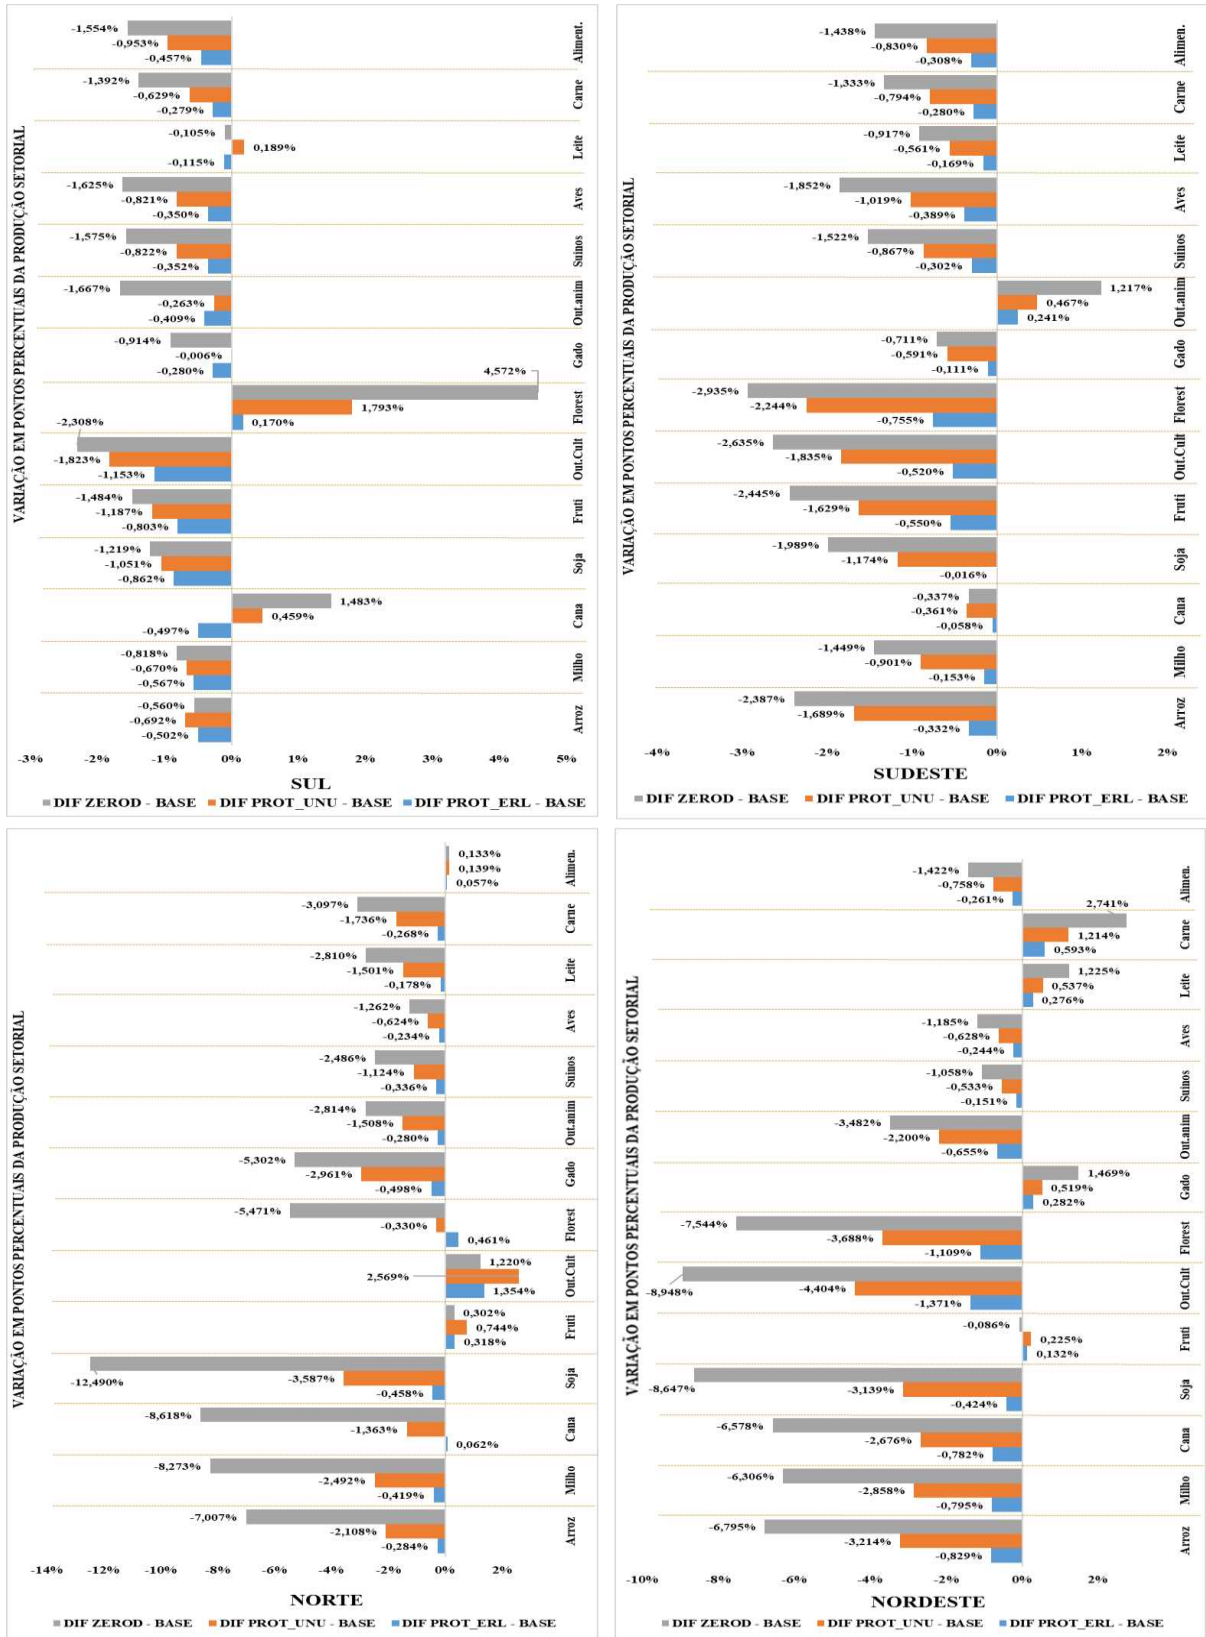 VARIAÇÃO EM PONTOS PERCENTUAIS DA PRODUÇÃO SETORIAL
-1,554%
-0,953%
-0,457%
Aliment.
-1,392%
-0,629%
-0,279%
Carne
-0,105%
0,189%
-0,115%
Leite
-1,625%
-0,821%
-0,350%
Aves
-1,575%
-0,822%
-0,352%
Suinos
-1,667%
-0,263%
-0,409%
Out.anim
-0,914%
-0,006%
-0,280%
Gado
4,572%
1,793%
0,170%
Florest
-2,308%
-1,823%
-1,153%
Out.Cult
-1,484%
-1,187%
-0,803%
Fruti
-1,219%
-1,051%
-0,862%
Soja
1,483%
0,459%
-0,497%
Cana
-0,818%
-0,670%
-0,567%
Milho
-0,560%
-0,692%
-0,502%
Arroz
-3% -2% -1% 0% 1% 2% 3% 4% 5%
SUL
DIF ZEROD - BASE DIF PROT_UNU - BASE DIF PROT_ERL - BASE
VARIAÇÃO EM PONTOS PERCENTUAIS DA PRODUÇÃO SETORIAL
-1,438%
-0,830%
-0,308%
Alimen.
-1,333%
-0,794%
-0,280%
Carne
-0,917%
-0,561%
-0,169%
Leite
-1,852%
-1,019%
-0,389%
Aves
-1,522%
-0,867%
-0,302%
Suinos
1,217%
0,467%
0,241%
Out.anim
-0,711%
-0,591%
-0,111%
Gado
-2,935%
-2,244%
-0,755%
Florest
-2,635%
-1,835%
-0,520%
Out.Cult
-2,445%
-1,629%
-0,550%
Fruti
-1,989%
-1,174%
-0,016%
Soja
-0,337%
-0,361%
-0,058%
Cana
-1,449%
-0,901%
-0,153%
Milho
-2,387%
-1,689%
-0,332%
Arroz
-4% -3% -2% -1% 0% 1% 2%
SUDESTE
DIF ZEROD - BASE DIF PROT_UNU - BASE DIF PROT_ERL - BASE
VARIAÇÃO EM PONTOS PERCENTUAIS DA PRODUÇÃO SETORIAL
0,133%
0,139%
0,057%
Alimen.
-3,097%
-1,736%
-0,268%
Carne
-2,810%
-1,501%
-0,178%
Leite
-1,262%
-0,624%
-0,234%
Aves
-2,486%
-1,124%
-0,336%
Suinos
-2,814%
-1,508%
-0,280%
Out.anim
-5,302%
-2,961%
-0,498%
Gado
-5,471%
-0,330%
0,461%
Florest
1,220%
2,569%
1,354%
Out.Cult
0,302%
0,744%
0,318%
Fruti
-12,490%
-3,587%
-0,458%
Soja
-8,618%
-1,363%
0,062%
Cana
-8,273%
-2,492%
-0,419%
Milho
-7,007%
-2,108%
-0,284%
Arroz
-14% -12% -10% -8% -6% -4% -2% 0% 2% 4%
NORTE
DIF ZEROD - BASE DIF PROT_UNU - BASE DIF PROT_ERL - BASE
VARIAÇÃO EM PONTOS PERCENTUAIS DA PRODUÇÃO SETORIAL
-1,422%
-0,758%
-0,261%
Alimen.
2,741%
1,214%
0,593%
Carne
1,225%
0,537%
0,276%
Leite
-1,185%
-0,628%
-0,244%
Aves
-1,058%
-0,533%
-0,151%
Suinos
-3,482%
-2,200%
-0,655%
Out.anim
1,469%
0,519%
0,282%
Gado
-7,544%
-3,688%
-1,109%
Florest
-8,948%
-4,404%
-1,371%
Out.Cult
-0,086%
0,225%
0,132%
Fruti
-8,647%
-3,139%
-0,424%
Soja
-6,578%
-2,676%
-0,782%
Cana
-6,306%
-2,858%
-0,795%
Milho
-6,795%
-3,214%
-0,829%
Arroz
-10% -8% -6% -4% -2% 0% 2%
NORDESTE
DIF ZEROD - BASE DIF PROT_UNU - BASE DIF PROT_ERL - BASE